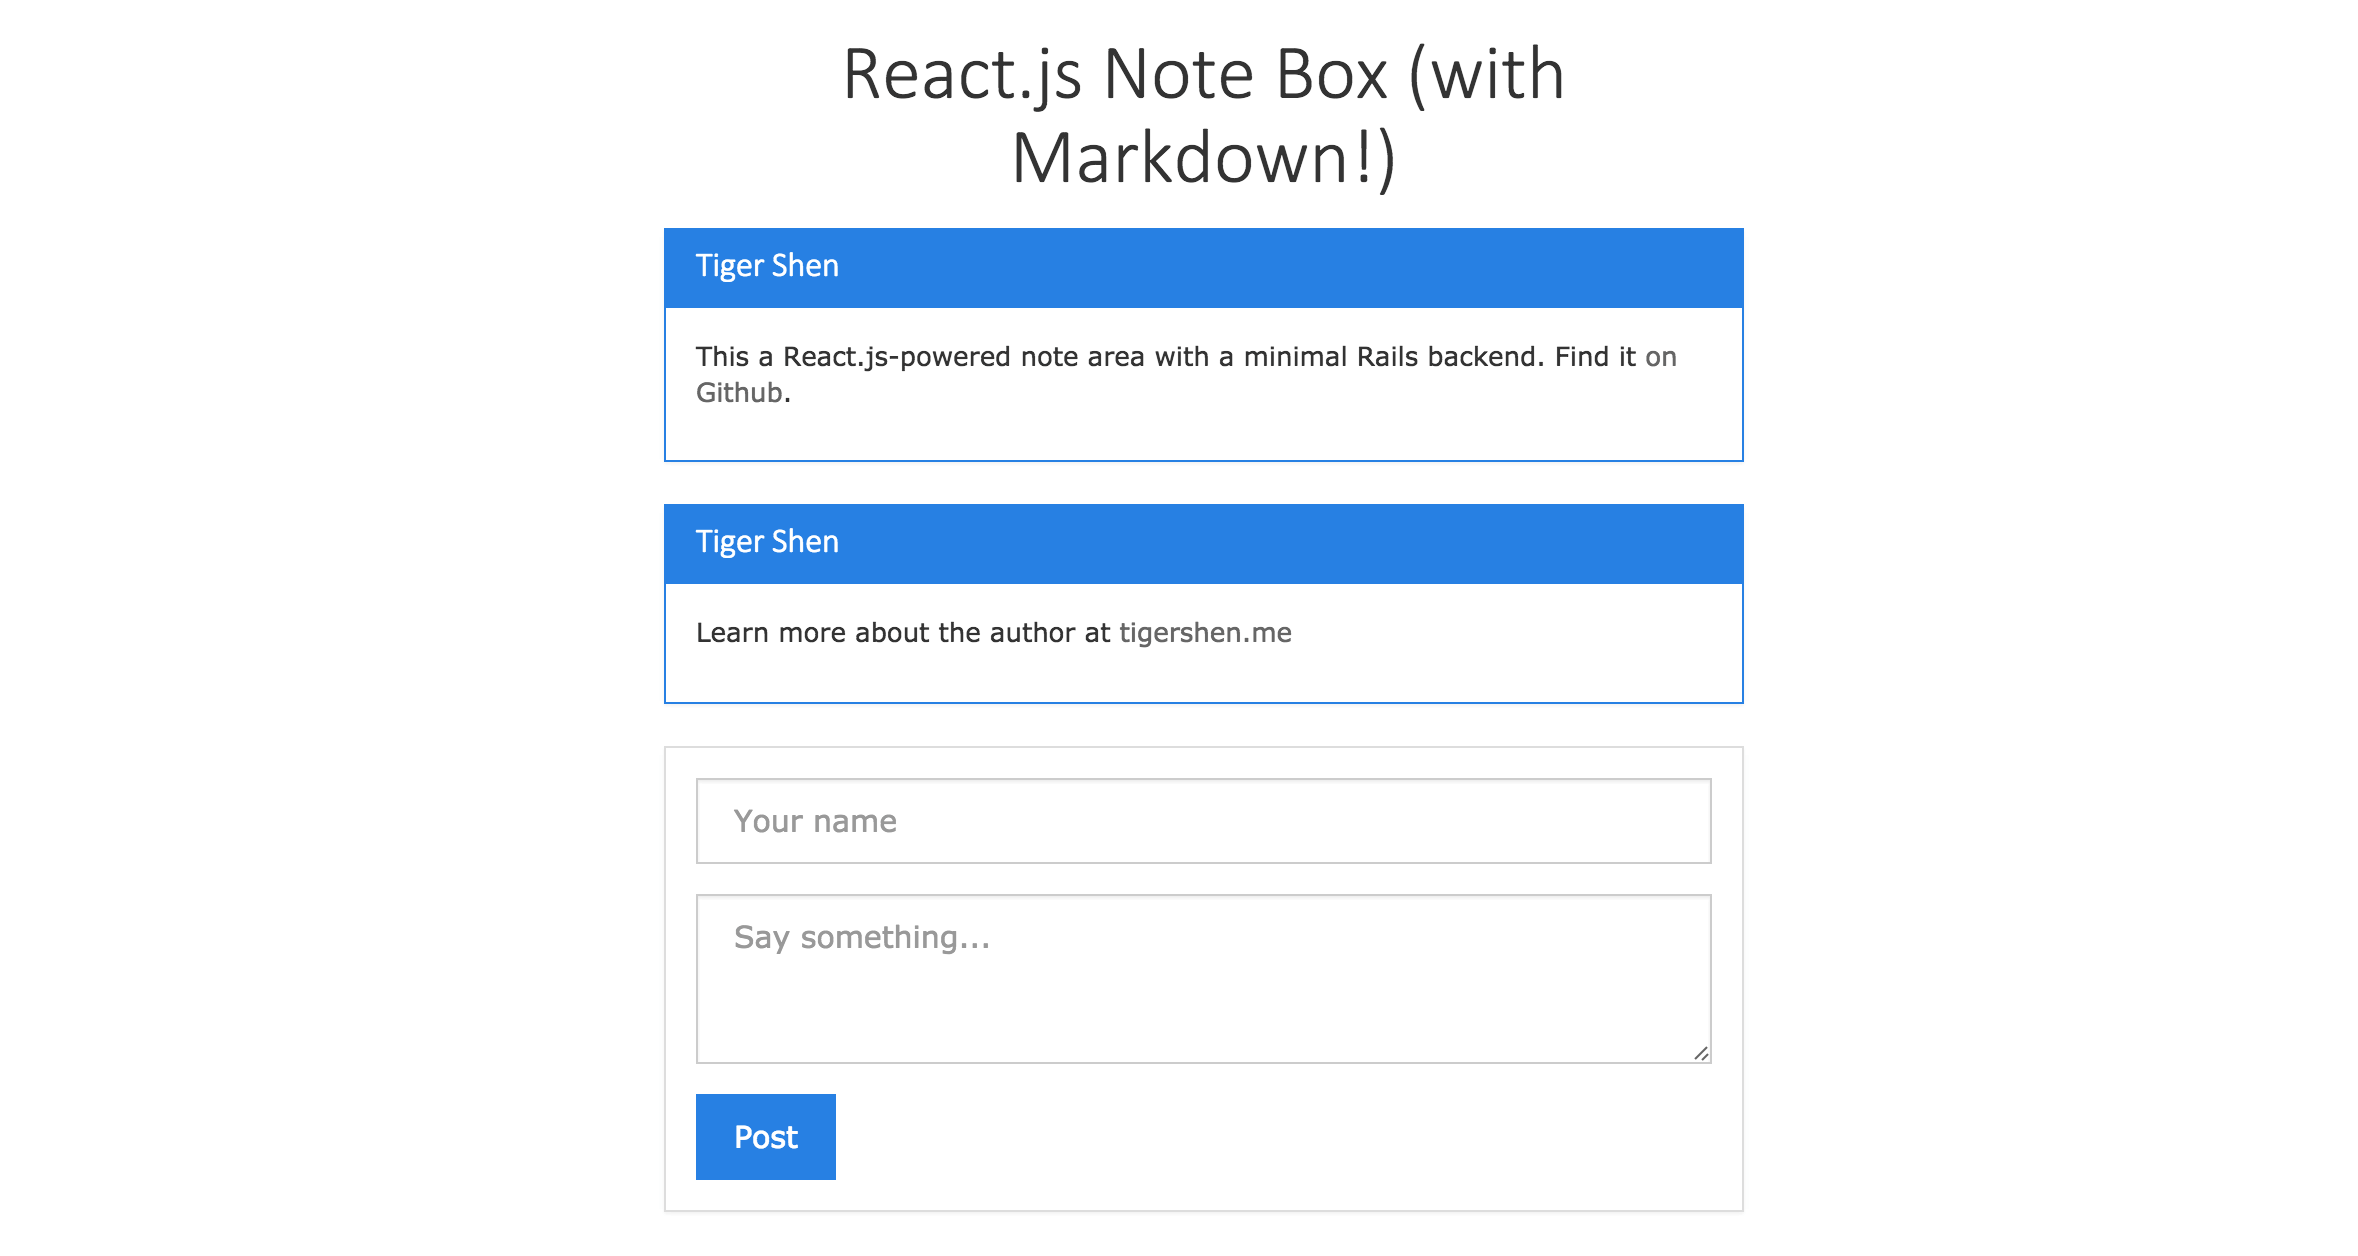 React.js Note Box (with
Markdown!)
Tiger Shen
This a React.js-powered note area with a minimal Rails backend. Find it on
Github.
Tiger Shen
Learn more about the author at tigershen.me
Your name
Say something...
Post